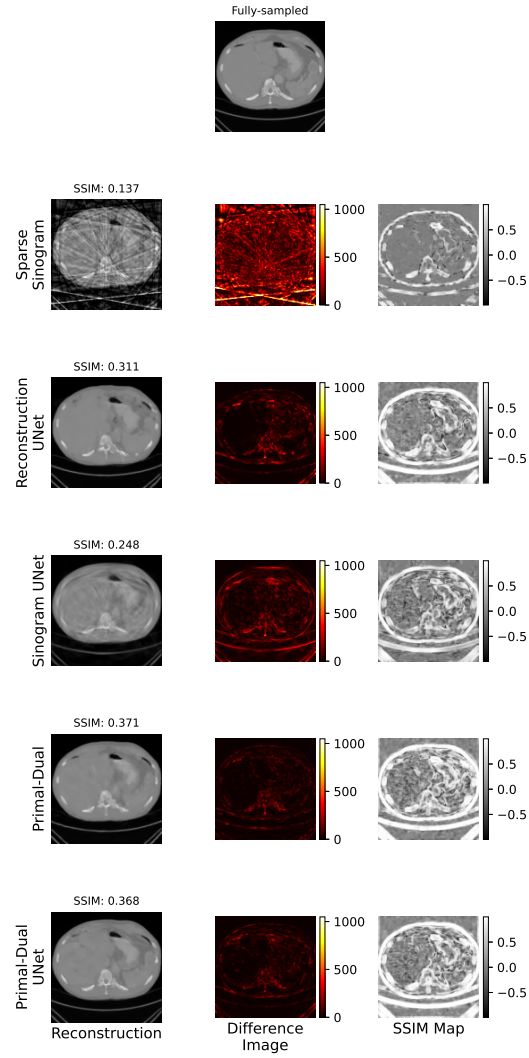 Fully-sampled
SSIM: 0.137
Sparse
Sinogram
1000
500
0
0.5
0.0
−0.5
SSIM: 0.311
Reconstruction
UNet
1000
500
0
0.5
0.0
−0.5
SSIM: 0.248
Sinogram UNet
1000
500
0
0.5
0.0
−0.5
SSIM: 0.371
Primal-Dual
1000
500
0
0.5
0.0
−0.5
SSIM: 0.368
Primal-Dual
UNet
1000
500
0
0.5
0.0
−0.5
Reconstruction
Difference
Image
SSIM Map